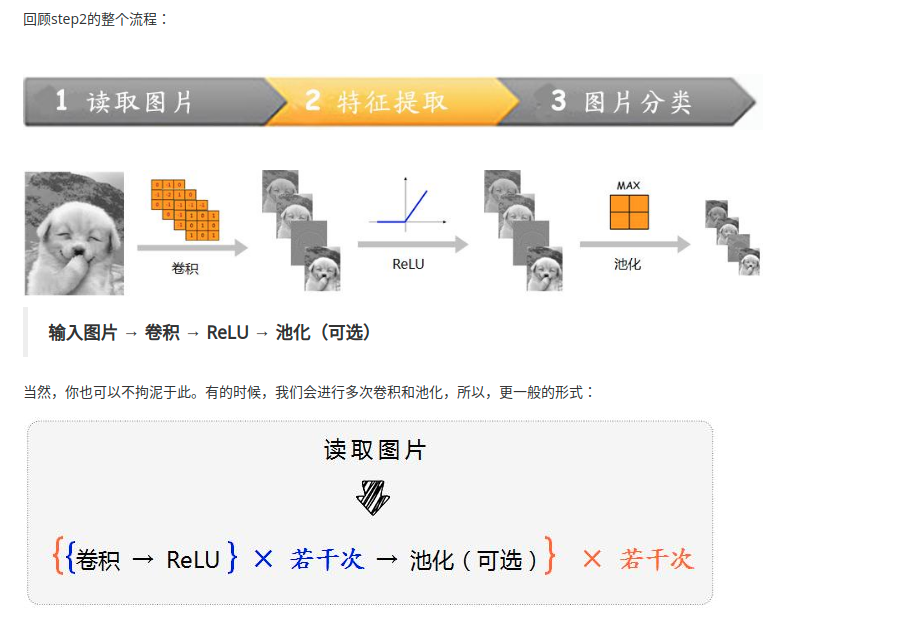 回顾step2的整个流程：
1 读取图片 2 特征提取 3 图片分类
MAX
卷积 ReLU 池化
输入图片 → 卷积 → ReLU → 池化（可选）
当然，你也可以不拘泥于此。有的时候，我们会进行多次卷积和池化，所以，更一般的形式：
读取图片
{{卷积 → ReLU} × 若干次 → 池化（可选）} × 若干次